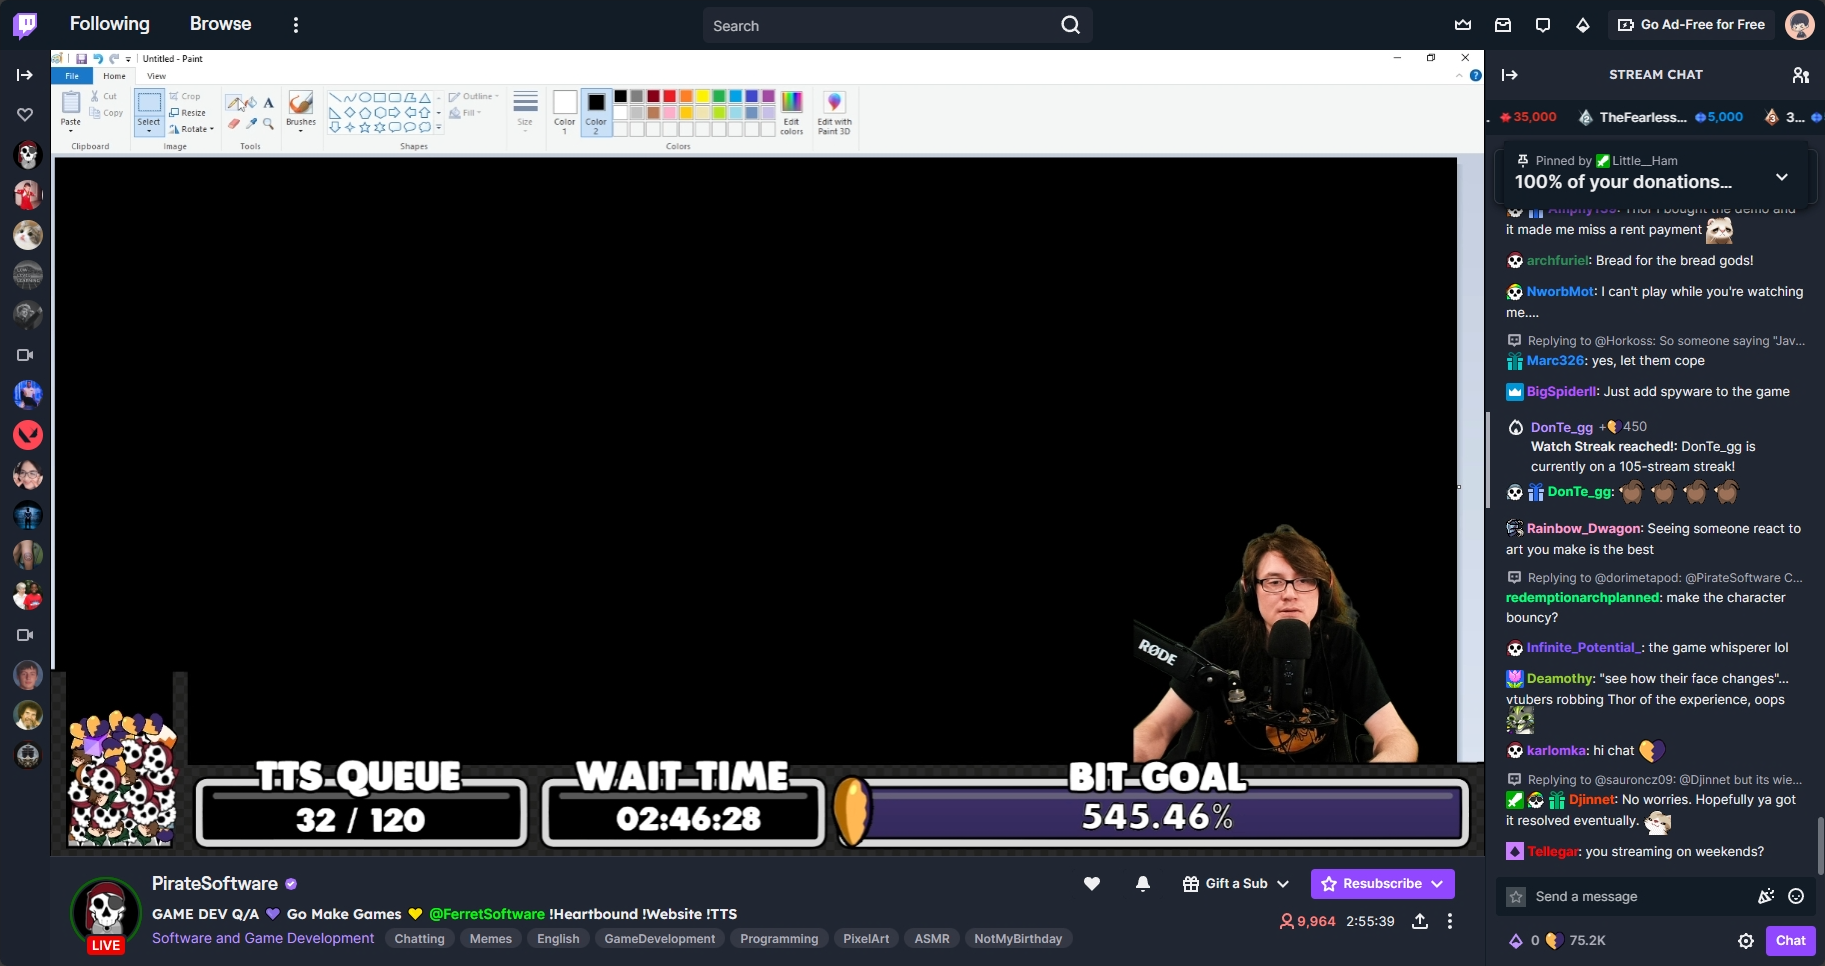 Following
Browse
Search
Go Ad-Free for Free
Untitled - Paint
File
Home
View
Paste
Cut
Copy
Clipboard
Select
Crop
Resize
Rotate
Image
A
Tools
Brushes
Shapes
Outline
Fill
Size
Color 1
Color 2
Edit colors
Colors
Edit with Paint 3D
RØDE
TTS QUEUE
32 / 120
WAIT TIME
02:46:28
BIT GOAL
545.46%
PirateSoftware
GAME DEV Q/A 💜 Go Make Games 💛 @FerretSoftware !Heartbound !Website !TTS
Software and Game Development
Chatting
Memes
English
GameDevelopment
Programming
PixelArt
ASMR
NotMyBirthday
LIVE
Gift a Sub
Resubscribe
9,964
2:55:39
STREAM CHAT
35,000
2
TheFearless...
5,000
3
3...
Pinned by Little__Ham
100% of your donations...
Amphy139: Thor I bought the demo and
it made me miss a rent payment
archfuriel: Bread for the bread gods!
NworbMot: I can't play while you're watching
me....
Replying to @Horkoss: So someone saying "Jav...
Marc326: yes, let them cope
BigSpiderII: Just add spyware to the game
DonTe_gg +450
Watch Streak reached!: DonTe_gg is
currently on a 105-stream streak!
DonTe_gg:
Rainbow_Dwagon: Seeing someone react to
art you make is the best
Replying to @dorimetapod: @PirateSoftware C...
redemptionarchplanned: make the character
bouncy?
Infinite_Potential_: the game whisperer lol
Deamothy: "see how their face changes"...
vtubers robbing Thor of the experience, oops
karlomka: hi chat
Replying to @sauroncz09: @Djinnet but its wie...
Djinnet: No worries. Hopefully ya got
it resolved eventually.
Tellegar: you streaming on weekends?
Send a message
0
75.2K
Chat